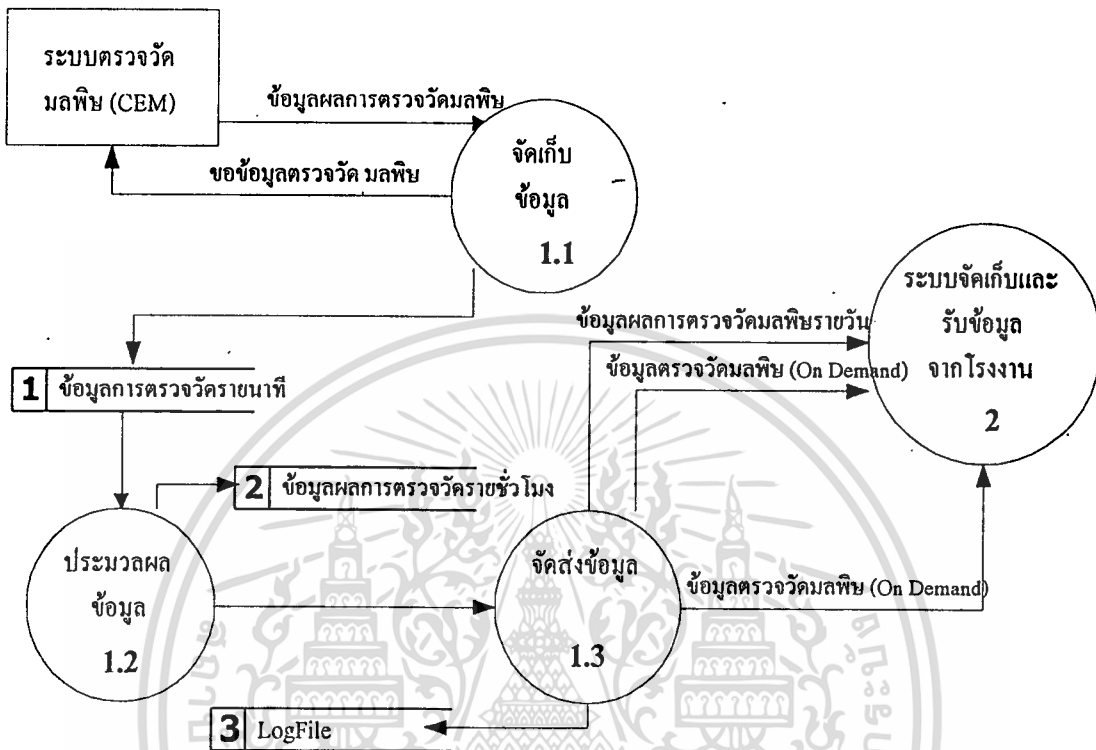 ระบบตรวจวัด
มลพิษ (CEM)
ข้อมูลผลการตรวจวัดมลพิษ
ขอข้อมูลตรวจวัด มลพิษ
จัดเก็บ
ข้อมูล
1.1
ระบบจัดเก็บและ
รับข้อมูล
จากโรงงาน
2
ข้อมูลผลการตรวจวัดมลพิษรายวัน
ข้อมูลตรวจวัดมลพิษ (On Demand)
1 ข้อมูลการตรวจวัดรายนาที
2 ข้อมูลผลการตรวจวัดรายชั่วโมง
ประมวลผล
ข้อมูล
1.2
จัดส่งข้อมูล
1.3
ข้อมูลตรวจวัดมลพิษ (On Demand)
3 LogFile